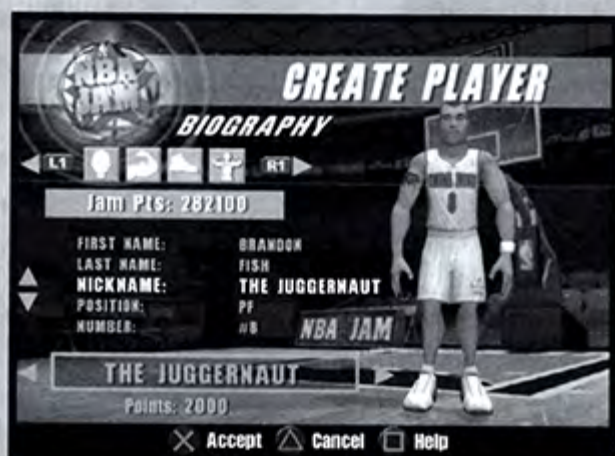 NBA JAM
CREATE PLAYER
BIOGRAPHY
L1 R1
Jam Pts: 282100
FIRST NAME: BRANDON
LAST NAME: FISH
NICKNAME: THE JUGGERNAUT
POSITION: PF
NUMBER: #8
NBA JAM
THE JUGGERNAUT
Points: 2000
Accept Cancel Help